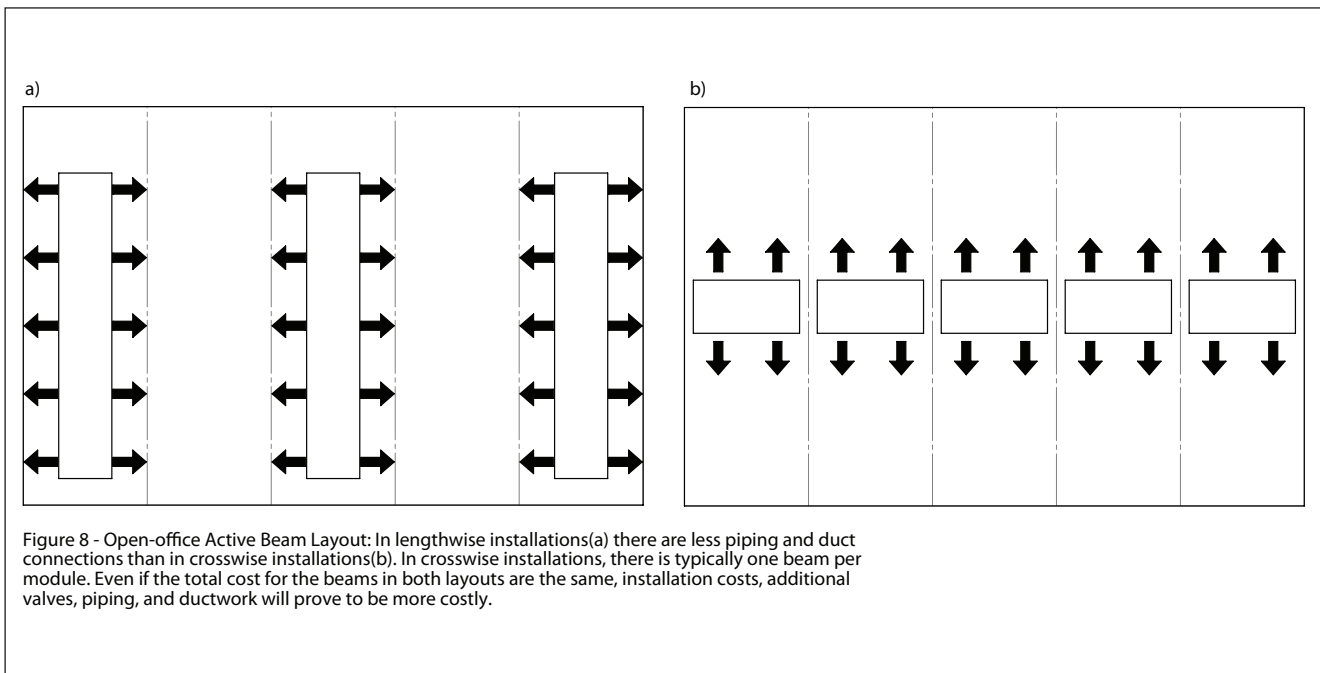 a)
b)
Figure 8 - Open-office Active Beam Layout: In lengthwise installations(a) there are less piping and duct
connections than in crosswise installations(b). In crosswise installations, there is typically one beam per
module. Even if the total cost for the beams in both layouts are the same, installation costs, additional
valves, piping, and ductwork will prove to be more costly.